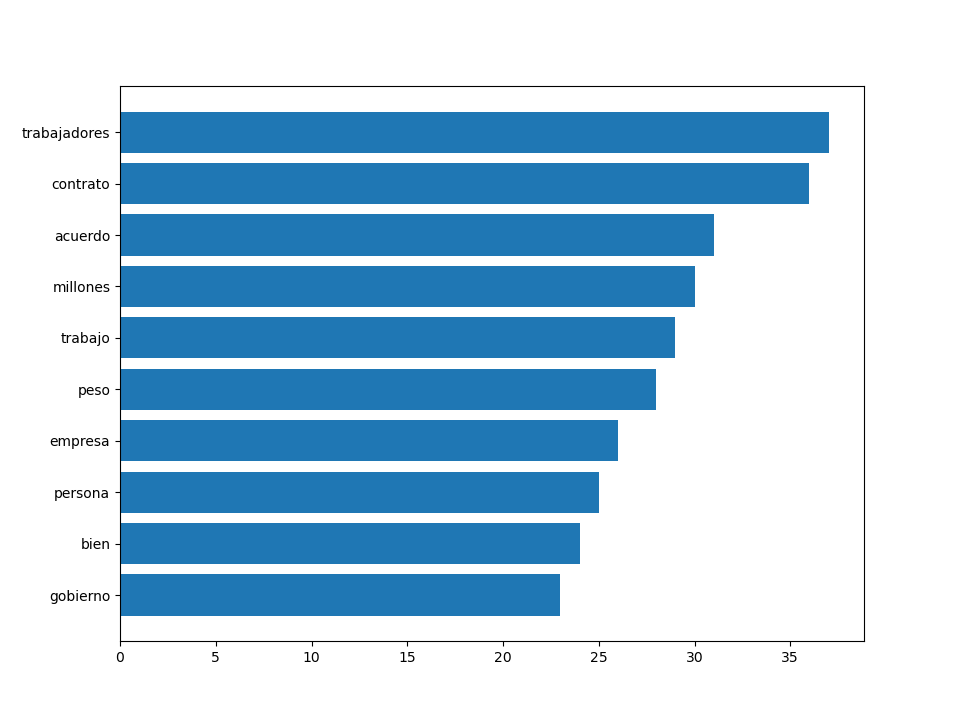 trabajadores
contrato
acuerdo
millones
trabajo
peso
empresa
persona
bien
gobierno
0 5 10 15 20 25 30 35